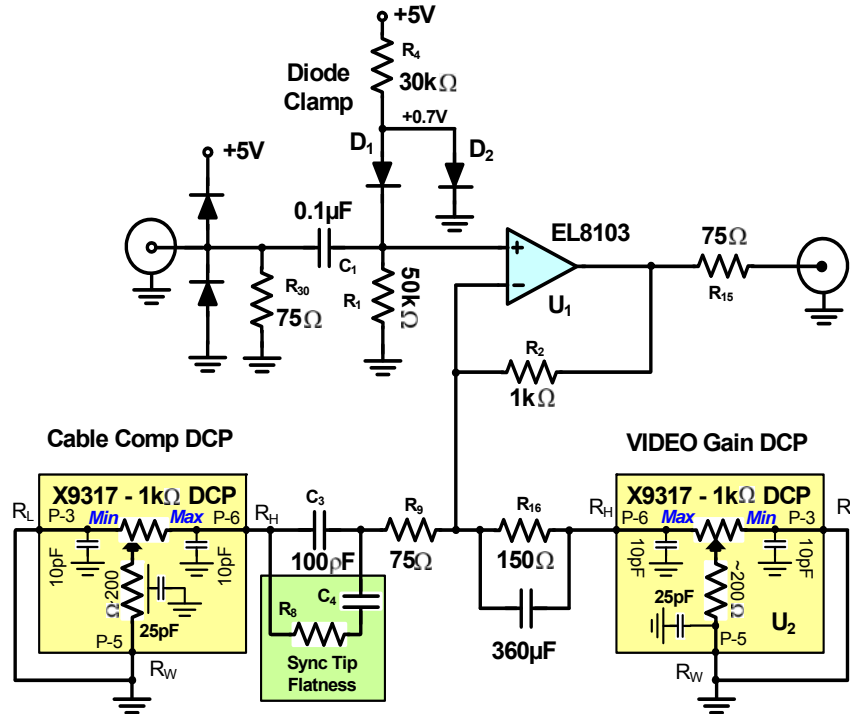 +5V
R4
30kΩ
Diode
Clamp
+0.7V
D1
D2
+5V
0.1µF
C1
EL8103
+
−
U1
75Ω
R15
R30
75Ω
R1
50kΩ
R2
1kΩ
Cable Comp DCP
VIDEO Gain DCP
X9317 - 1kΩ DCP
RL
P-3
Min
Max
P-6
RH
10pF
10pF
Ω·200
25pF
P-5
RW
C3
100pF
C4
R8
Sync Tip
Flatness
R9
75Ω
R16
150Ω
360µF
X9317 - 1kΩ DCP
RH
P-6
Max
Min
P-3
R
10pF
10pF
~200Ω
25pF
P-5
U2
RW